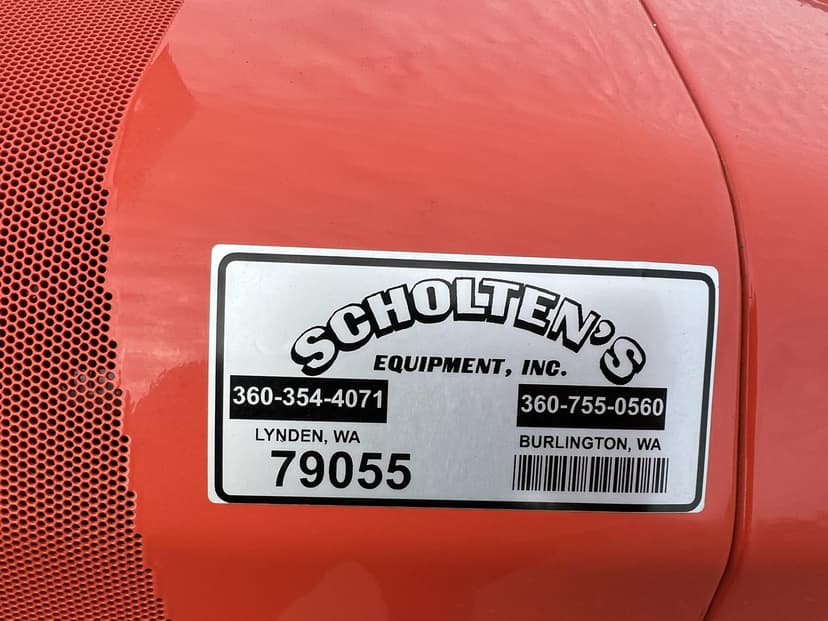 SCHOLTEN'S
EQUIPMENT, INC.
360-354-4071
LYNDEN, WA
79055
360-755-0560
BURLINGTON, WA